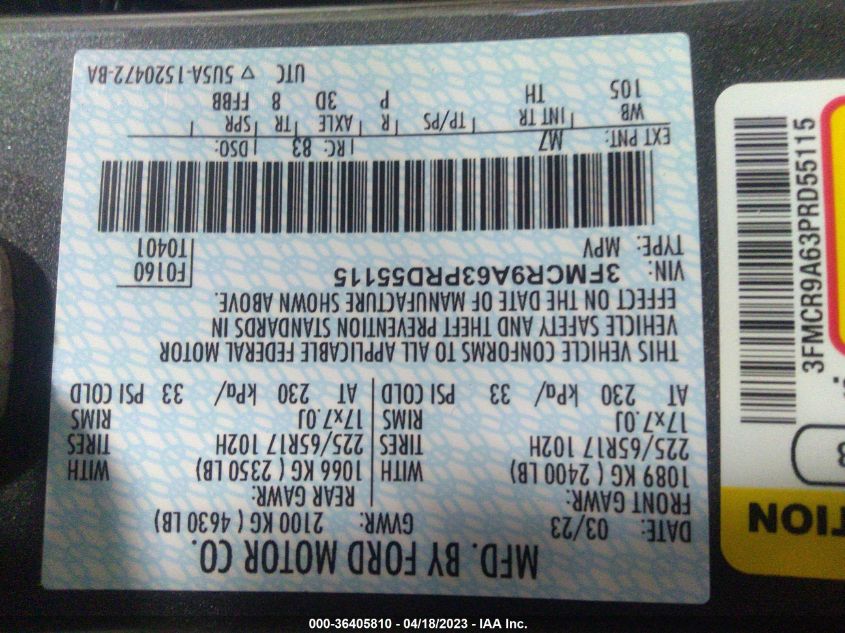 MFD. BY FORD MOTOR CO.
DATE: 03/23 GVWR: 2100 KG ( 4630 LB)
FRONT GAWR: REAR GAWR:
1089 KG ( 2400 LB) WITH 1066 KG ( 2350 LB) WITH
225/65R17 102H TIRES 225/65R17 102H TIRES
17x7.0J RIMS 17x7.0J RIMS
AT 230 kPa/ 33 PSI COLD AT 230 kPa/ 33 PSI COLD
THIS VEHICLE CONFORMS TO ALL APPLICABLE FEDERAL MOTOR
VEHICLE SAFETY AND THEFT PREVENTION STANDARDS IN
EFFECT ON THE DATE OF MANUFACTURE SHOWN ABOVE.
VIN: 3FMCR9A63PRD55115 F0160
TYPE: MPV T0401
EXT PNT: M7 RC: 83 DSO:
WB INT TR TP/PS R AXLE TR SPR
105 TH P 3D 8 FFBB
UTC ▽ 5U5A-1520472-BA
3FMCR9A63PRD55115
TION
000-36405810 - 04/18/2023 - IAA Inc.